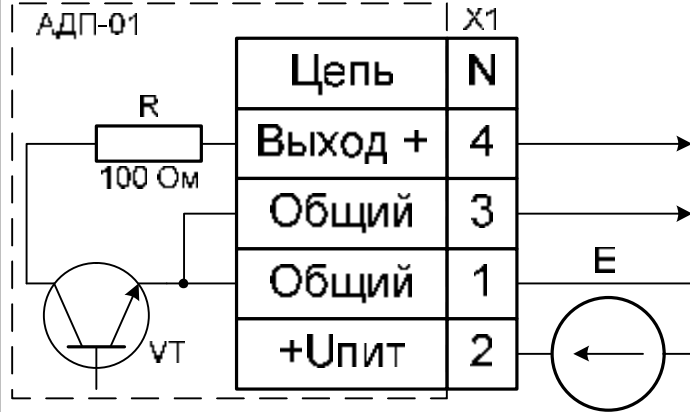 АДП-01
X1
Цепь N
R
Выход + 4
100 Ом
Общий 3
E
Общий 1
VT
+Uпит 2